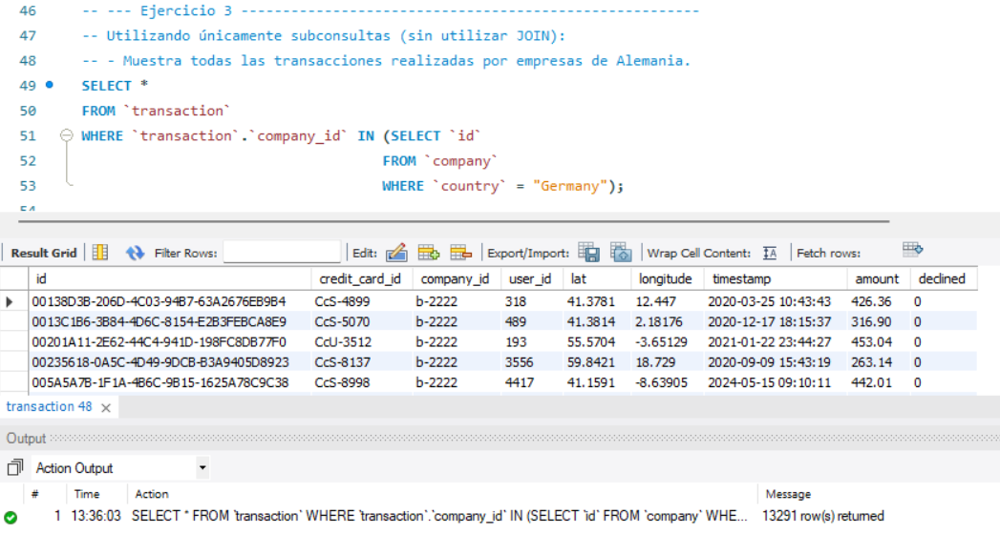 46 -- --- Ejercicio 3 ------------------------------------------------------
47 -- Utilizando únicamente subconsultas (sin utilizar JOIN):
48 -- - Muestra todas las transacciones realizadas por empresas de Alemania.
49 SELECT *
50 FROM `transaction`
51 WHERE `transaction`.`company_id` IN (SELECT `id`
52 FROM `company`
53 WHERE `country` = "Germany");
54
Result Grid Filter Rows: Edit: Export/Import: Wrap Cell Content: IA Fetch rows:
id credit_card_id company_id user_id lat longitude timestamp amount declined
00138D3B-206D-4C03-94B7-63A2676EB9B4 CcS-4899 b-2222 318 41.3781 12.447 2020-03-25 10:43:43 426.36 0
0013C1B6-3B84-4D6C-8154-E2B3FEBCA8E9 CcS-5070 b-2222 489 41.3814 2.18176 2020-12-17 18:15:37 316.90 0
00201A11-2E62-44C4-941D-198FC8DB77F0 CcU-3512 b-2222 193 55.5704 -3.65129 2021-01-22 23:44:27 453.04 0
00235618-0A5C-4D49-9DCB-B3A9405D8923 CcS-8137 b-2222 3556 59.8421 18.729 2020-09-09 15:43:19 263.14 0
005A5A7B-1F1A-4B6C-9B15-1625A78C9C38 CcS-8998 b-2222 4417 41.1591 -8.63905 2024-05-15 09:10:11 442.01 0
transaction 48
Output
Action Output
# Time Action Message
1 13:36:03 SELECT * FROM `transaction` WHERE `transaction`.`company_id` IN (SELECT `id` FROM `company` WHE... 13291 row(s) returned